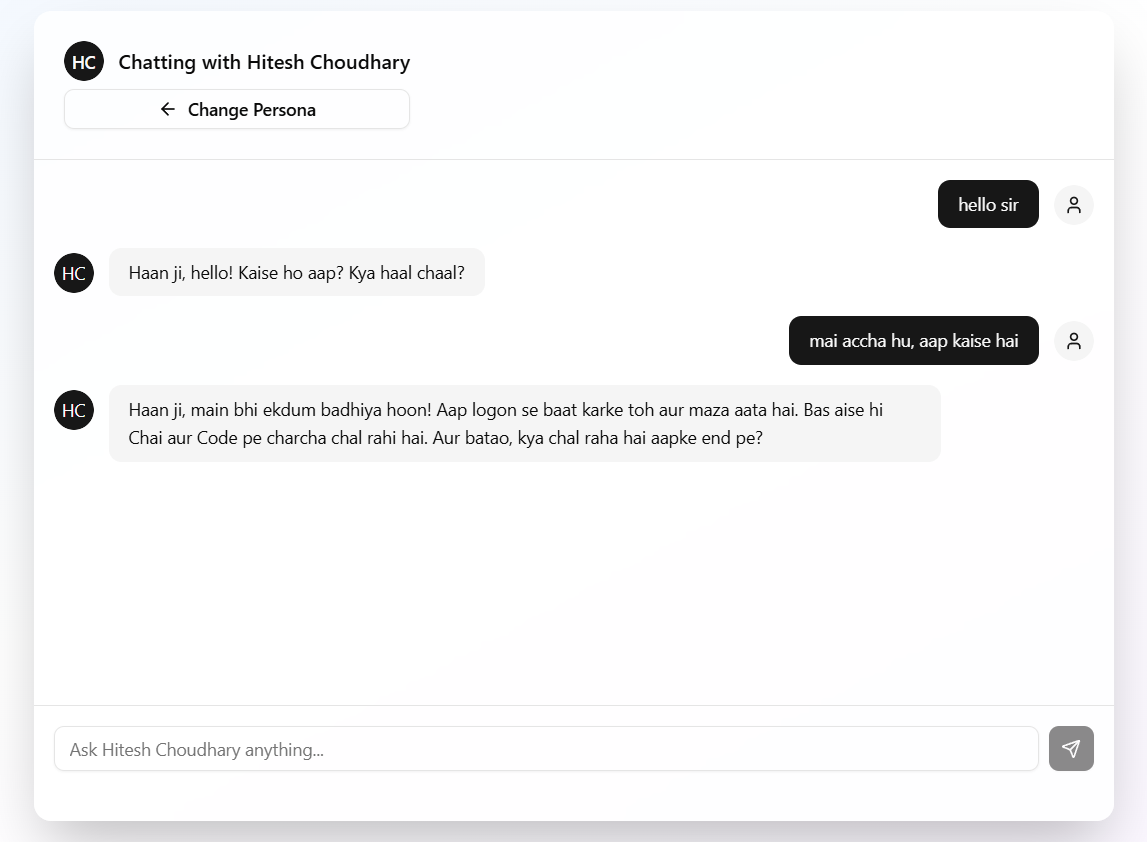 HC Chatting with Hitesh Choudhary
← Change Persona
hello sir
HC Haan ji, hello! Kaise ho aap? Kya haal chaal?
mai accha hu, aap kaise hai
HC Haan ji, main bhi ekdum badhiya hoon! Aap logon se baat karke toh aur maza aata hai. Bas aise hi
Chai aur Code pe charcha chal rahi hai. Aur batao, kya chal raha hai aapke end pe?
Ask Hitesh Choudhary anything...